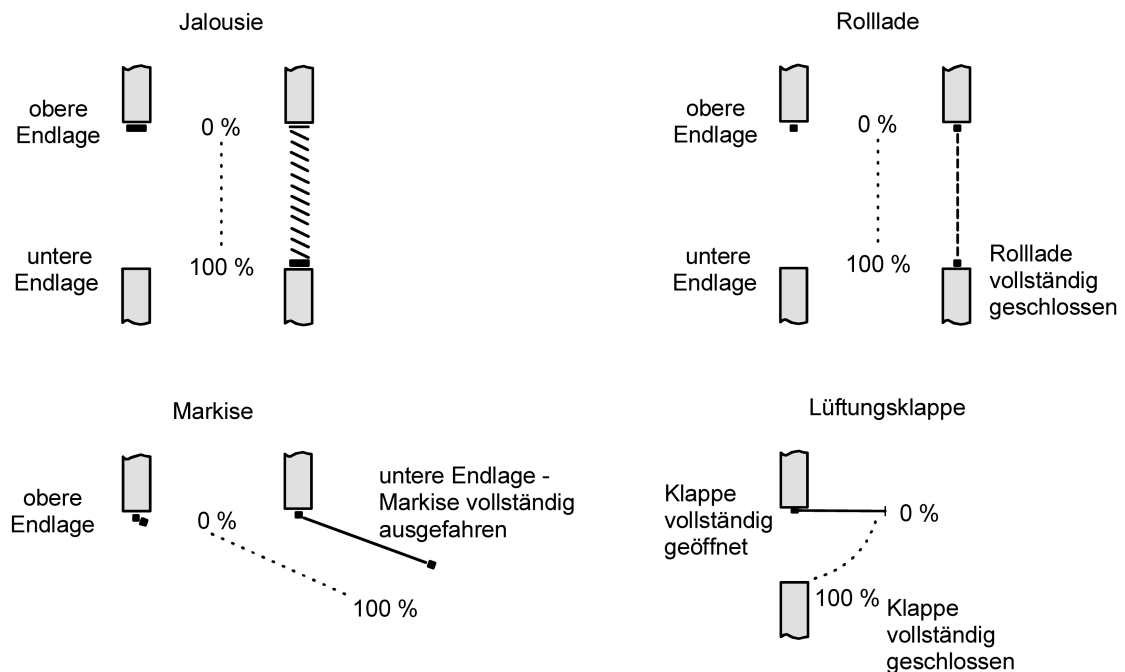 Jalousie
obere
Endlage
0 %
untere
Endlage
100 %
Rolllade
obere
Endlage
0 %
untere
Endlage
100 %
Rolllade
vollständig
geschlossen
Markise
obere
Endlage
0 %
100 %
untere Endlage -
Markise vollständig
ausgefahren
Lüftungsklappe
Klappe
vollständig
geöffnet
0 %
100 %
Klappe
vollständig
geschlossen